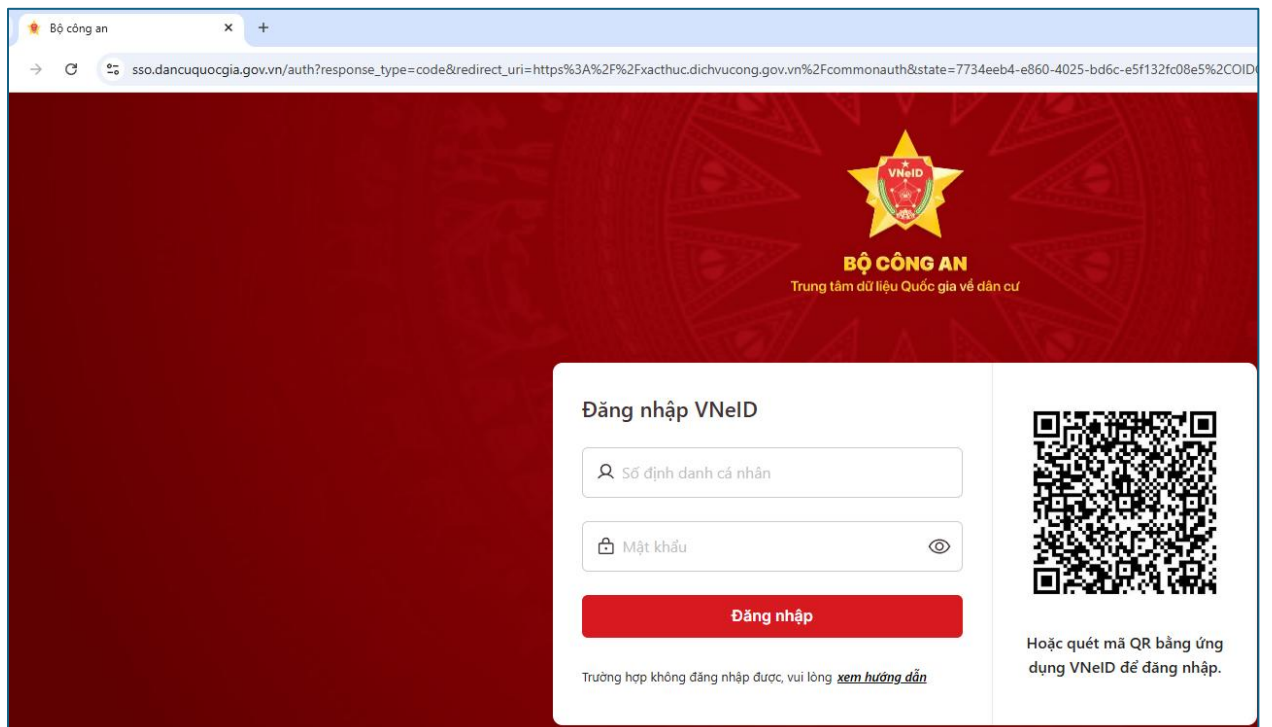 Bộ công an
sso.dancuquocgia.gov.vn/auth?response_type=code&redirect_uri=https%3A%2F%2Fxacthuc.dichvucong.gov.vn%2Fcommonauth&state=7734eeb4-e860-4025-bd6c-e5f132fc08e5%2COID
VNeID
BỘ CÔNG AN
Trung tâm dữ liệu Quốc gia về dân cư
Đăng nhập VNeID
Số định danh cá nhân
Mật khẩu
Đăng nhập
Trường hợp không đăng nhập được, vui lòng xem hướng dẫn
Hoặc quét mã QR bằng ứng
dụng VNeID để đăng nhập.